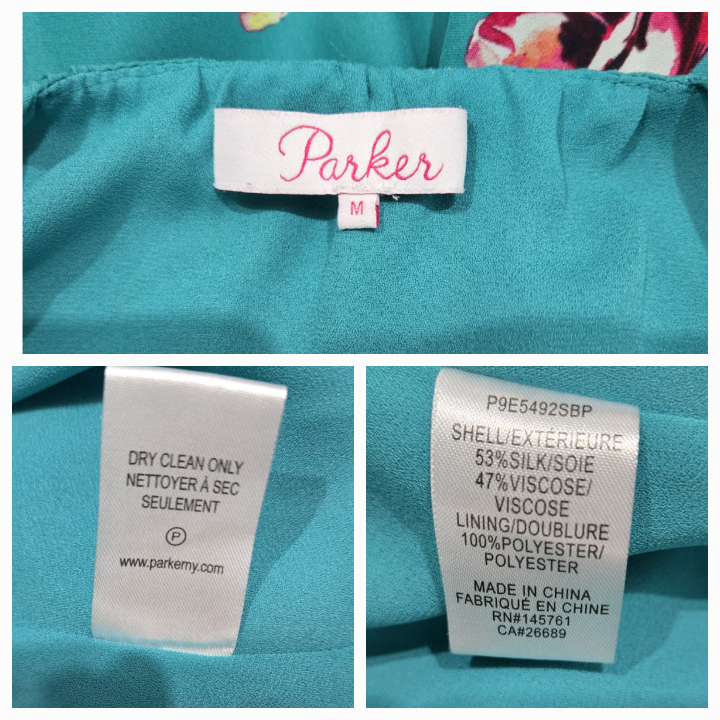 Parker
M
DRY CLEAN ONLY
NETTOYER À SEC
SEULEMENT
P
www.parkerny.com
P9E5492SBP
SHELL/EXTÉRIEURE
53%SILK/SOIE
47%VISCOSE/
VISCOSE
LINING/DOUBLURE
100%POLYESTER/
POLYESTER
MADE IN CHINA
FABRIQUÉ EN CHINE
RN#145761
CA#26689